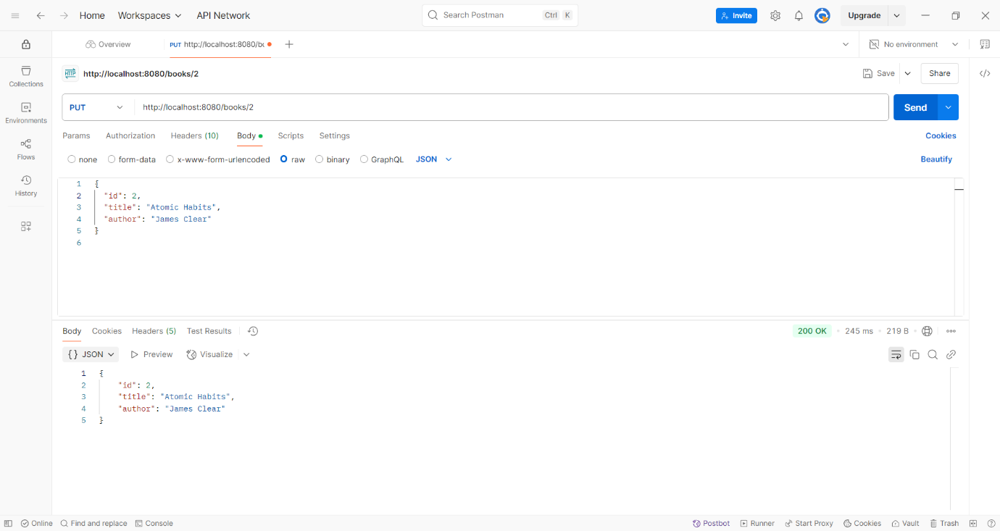 Home Workspaces API Network Search Postman Ctrl K Invite Upgrade
Overview PUT http://localhost:8080/bc No environment
Collections
Environments
Flows
History
HTTP http://localhost:8080/books/2 Save Share
PUT http://localhost:8080/books/2 Send
Params Authorization Headers (10) Body Scripts Settings Cookies
none form-data x-www-form-urlencoded raw binary GraphQL JSON Beautify
1 {
2 "id": 2,
3 "title": "Atomic Habits",
4 "author": "James Clear"
5 }
6
Body Cookies Headers (5) Test Results 200 OK • 245 ms • 219 B •
{ } JSON Preview Visualize
1 {
2 "id": 2,
3 "title": "Atomic Habits",
4 "author": "James Clear"
5 }
Online Find and replace Console Postbot Runner Start Proxy Cookies Vault Trash